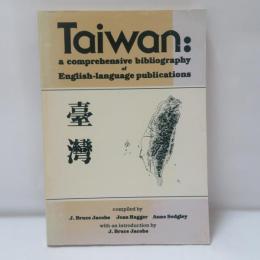 Taiwan:
a comprehensive bibliography
of
English-language publications
臺
灣
compiled by
J. Bruce Jacobs Jean Hagger Anne Sedgley
with an introduction by
J. Bruce Jacobs